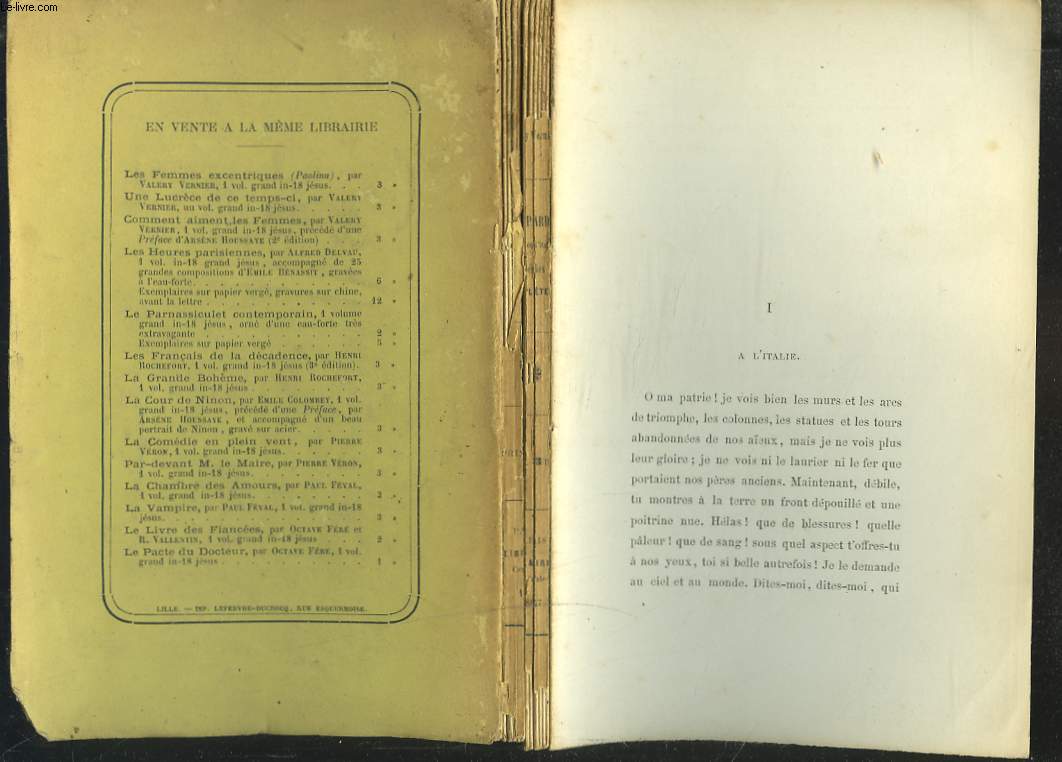 Le-livre.com
EN VENTE A LA MÊME LIBRAIRIE
Les Femmes excentriques (Paolina), par
VALERY VERNIER, 1 vol. grand in-18 jésus. . . 3 »
Une Lucrèce de ce temps-ci, par VALERY
VERNIER, un vol. grand in-18 jésus. . . . . . 3 »
Comment aiment les Femmes, par VALERY
VERNIER, 1 vol. grand in-18 jésus, précédé d'une
Préface d'ARSÈNE HOUSSAYE (2e édition) . . . 3 »
Les Heures parisiennes, par ALFRED DELVAU,
1 vol. in-18 grand jésus, accompagné de 25
grandes compositions d'EMILE BENASSIT, gravées
à l'eau-forte. . . . . . . . . . . . . 6 »
Exemplaires sur papier vergé, gravures sur chine,
avant la lettre . . . . . . . . . . . 12 »
Le Parnassiculet contemporain, 1 volume
grand in-18 jésus, orné d'une eau-forte très
extravagante . . . . . . . . . . . . 2 »
Exemplaires sur papier vergé . . . . . . 5 »
Les Français de la décadence, par HENRI
ROCHEFORT, 1 vol. grand in-18 jésus (3e édition). 3 »
La Grande Bohême, par HENRI ROCHEFORT,
1 vol. grand in-18 jésus . . . . . . . . 3 »
La Cour de Ninon, par EMILE COLOMBEY, 1 vol.
grand in-18 jésus, précédé d'une Préface, par
ARSÈNE HOUSSAYE, et accompagné d'un beau
portrait de Ninon, gravé sur acier. . . . . 3 »
La Comédie en plein vent, par PIERRE
VÉRON, 1 vol. grand in-18 jésus. . . . . . 3 »
Par-devant M. le Maire, par PIERRE VÉRON,
1 vol. grand in-18 jésus. . . . . . . . 3 »
La Chambre des Amours, par PAUL FÉVAL,
1 vol. grand in-18 jésus. . . . . . . . 3 »
La Vampire, par PAUL FÉVAL, 1 vol. grand in-18
jésus. . . . . . . . . . . . . . . 3 »
Le Livre des Fiancées, par OCTAVE FÉRÉ et
R. VALLENTIN, 1 vol. grand in-18 jésus . . . 2 »
Le Pacte du Docteur, par OCTAVE FÉRÉ, 1 vol.
grand in-18 jésus . . . . . . . . . . 1 »
LILLE. — IMP. LEFEBVRE-DUCROCQ, RUE ESQUERMOISE.
I
A L'ITALIE.
O ma patrie! je vois bien les murs et les arcs
de triomphe, les colonnes, les statues et les tours
abandonnées de nos aïeux, mais je ne vois plus
leur gloire; je ne vois ni le laurier ni le fer que
portaient nos pères anciens. Maintenant, débile,
tu montres à la terre un front dépouillé et une
poitrine nue. Hélas! que de blessures! quelle
pâleur! que de sang! sous quel aspect t'offres-tu
à nos yeux, toi si belle autrefois! Je le demande
au ciel et au monde. Dites-moi, dites-moi, qui